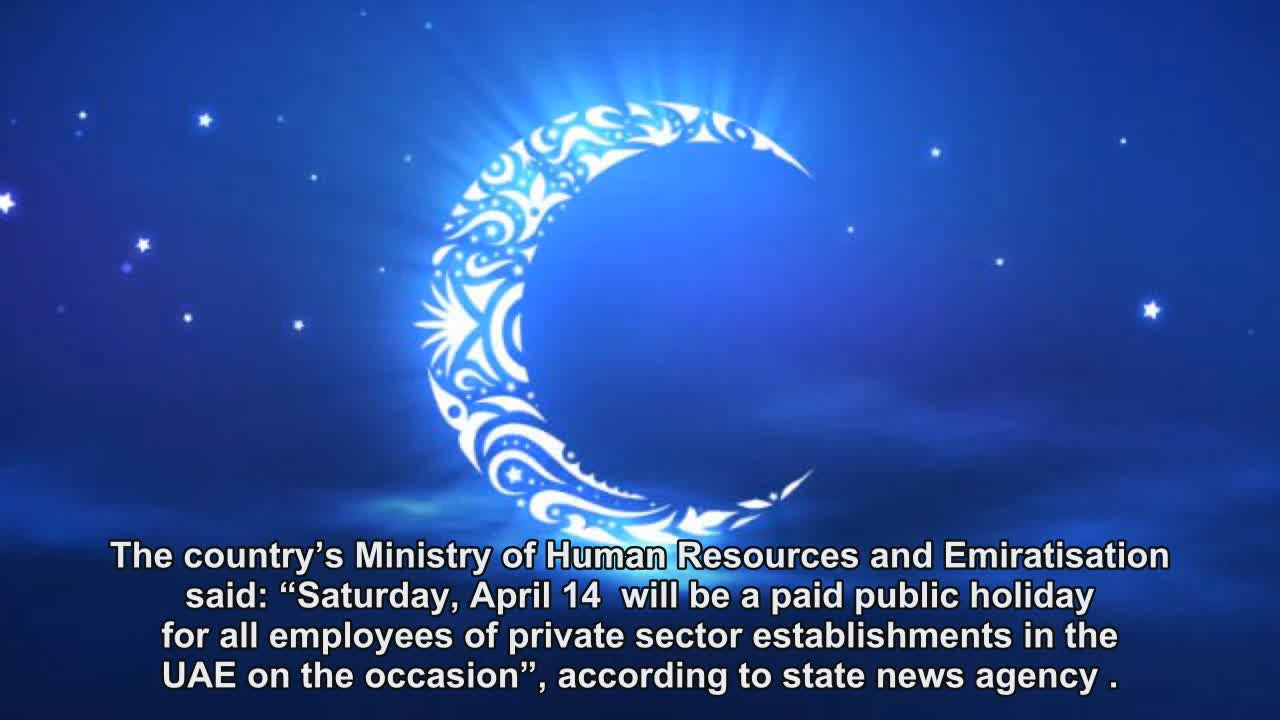 The country’s Ministry of Human Resources and Emiratisation
said: “Saturday, April 14  will be a paid public holiday
for all employees of private sector establishments in the
UAE on the occasion”, according to state news agency .